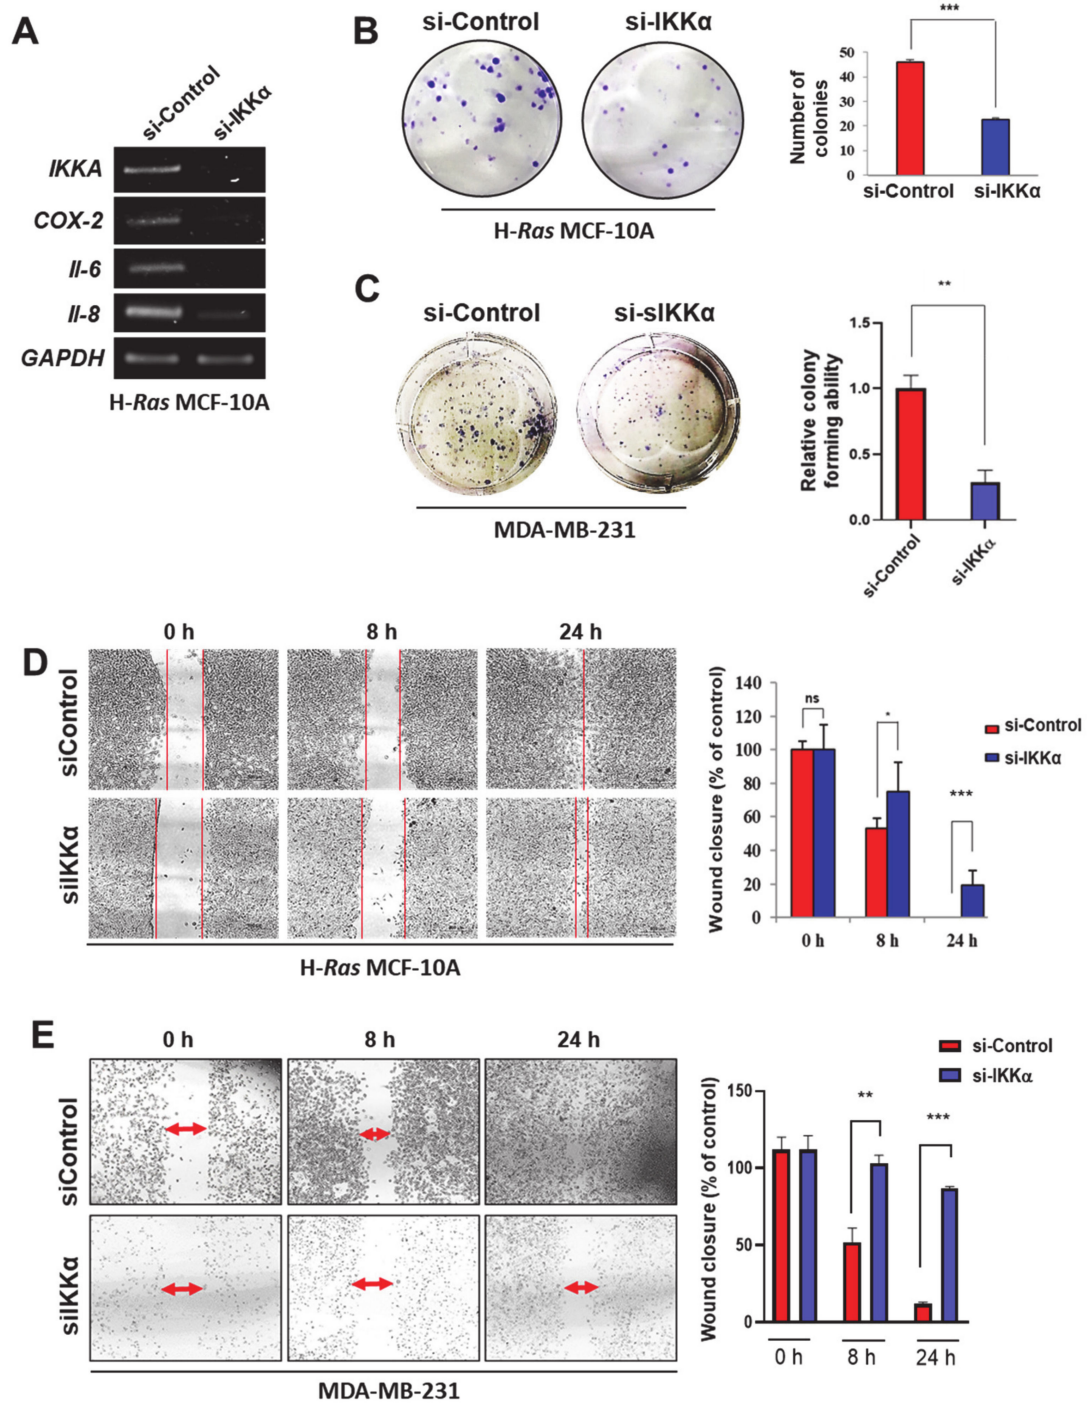 A
si-Control
si-IKKα
IKKA
COX-2
Il-6
Il-8
GAPDH
H-Ras MCF-10A
B
si-Control
si-IKKα
H-Ras MCF-10A
***
Number of
colonies
50
40
30
20
10
0
si-Control
si-IKKα
C
si-Control
si-sIKKα
MDA-MB-231
**
Relative colony
forming ability
1.5
1.0
0.5
0.0
si-Control
si-IKKα
D
0 h
8 h
24 h
siControl
siIKKα
H-Ras MCF-10A
Wound closure (% of control)
140
120
100
80
60
40
20
0
ns
*
***
0 h
8 h
24 h
si-Control
si-IKKα
E
0 h
8 h
24 h
siControl
siIKKα
MDA-MB-231
si-Control
si-IKKα
Wound closure (% of control)
150
100
50
0
**
***
0 h
8 h
24 h